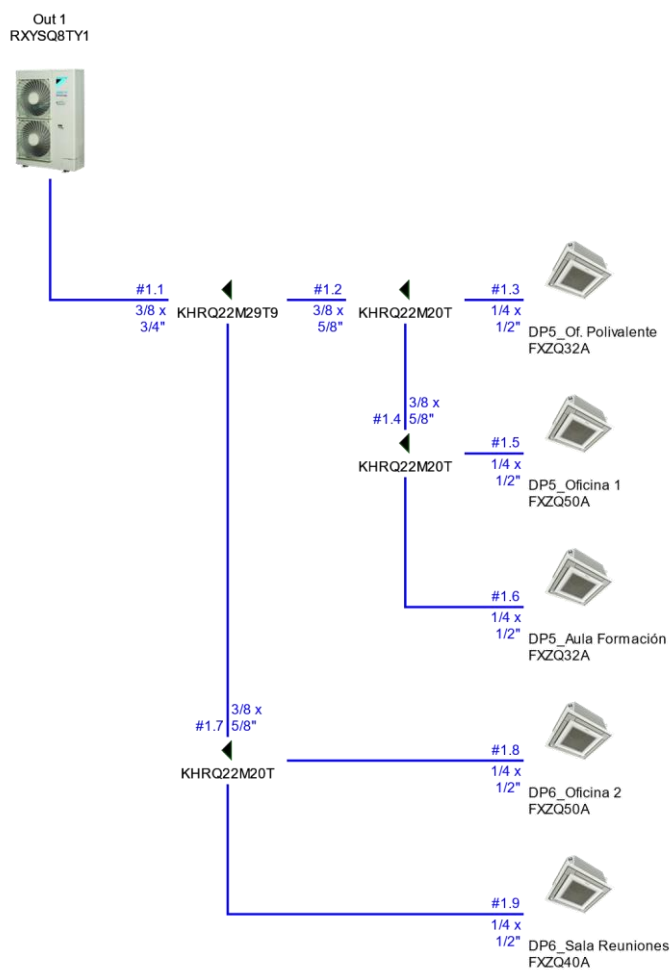 Out 1
RXYSQ8TY1
#1.1
3/8 x
3/4"
KHRQ22M29T9
#1.2
3/8 x
5/8"
KHRQ22M20T
#1.3
1/4 x
1/2"
DP5_Of. Polivalente
FXZQ32A
#1.4
3/8 x
5/8"
KHRQ22M20T
#1.5
1/4 x
1/2"
DP5_Oficina 1
FXZQ50A
#1.6
1/4 x
1/2"
DP5_Aula Formación
FXZQ32A
#1.7
3/8 x
5/8"
KHRQ22M20T
#1.8
1/4 x
1/2"
DP6_Oficina 2
FXZQ50A
#1.9
1/4 x
1/2"
DP6_Sala Reuniones
FXZQ40A